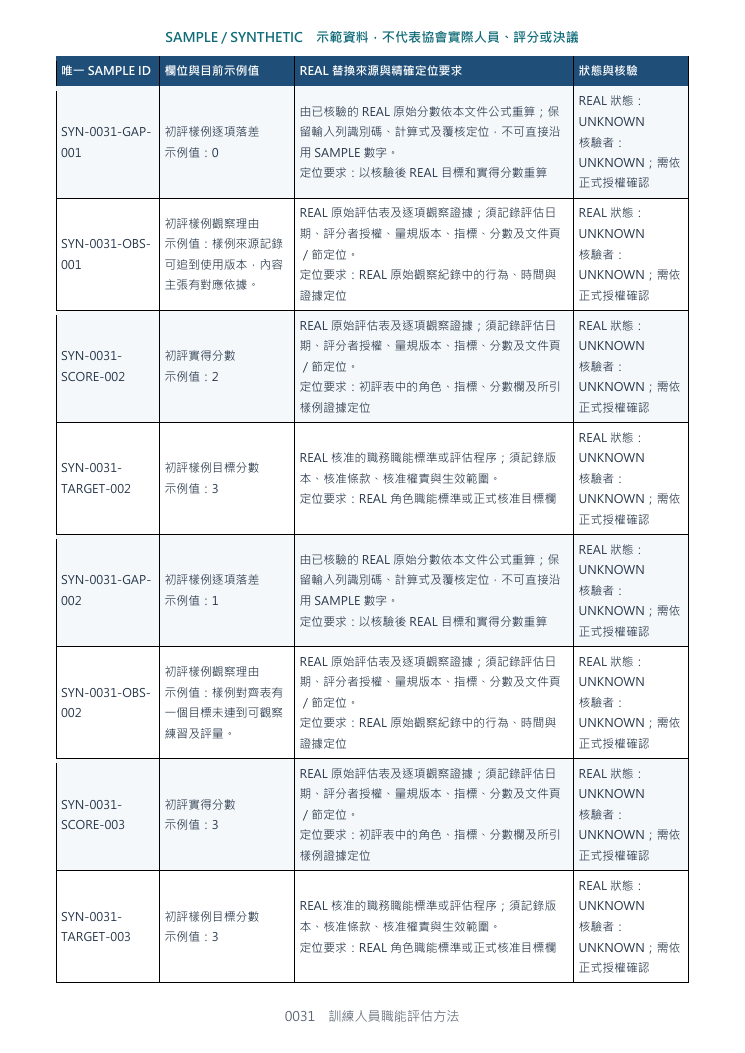 SAMPLE / SYNTHETIC　示範資料，不代表協會實際人員、評分或決議
唯一 SAMPLE ID
欄位與目前示例值
REAL 替換來源與精確定位要求
狀態與核驗
SYN-0031-GAP-
001
初評樣例逐項落差
示例值：0
由已核驗的 REAL 原始分數依本文件公式重算；保
留輸入列識別碼、計算式及覆核定位，不可直接沿
用 SAMPLE 數字。
定位要求：以核驗後 REAL 目標和實得分數重算
REAL 狀態：
UNKNOWN
核驗者：
UNKNOWN；需依
正式授權確認
SYN-0031-OBS-
001
初評樣例觀察理由
示例值：樣例來源記錄
可追到使用版本，內容
主張有對應依據。
REAL 原始評估表及逐項觀察證據；須記錄評估日
期、評分者授權、量規版本、指標、分數及文件頁
/ 節定位。
定位要求：REAL 原始觀察紀錄中的行為、時間與
證據定位
REAL 狀態：
UNKNOWN
核驗者：
UNKNOWN；需依
正式授權確認
SYN-0031-
SCORE-002
初評實得分數
示例值：2
REAL 原始評估表及逐項觀察證據；須記錄評估日
期、評分者授權、量規版本、指標、分數及文件頁
/ 節定位。
定位要求：初評表中的角色、指標、分數欄及所引
樣例證據定位
REAL 狀態：
UNKNOWN
核驗者：
UNKNOWN；需依
正式授權確認
SYN-0031-
TARGET-002
初評樣例目標分數
示例值：3
REAL 核准的職務職能標準或評估程序；須記錄版
本、核准條款、核准權責與生效範圍。
定位要求：REAL 角色職能標準或正式核准目標欄
REAL 狀態：
UNKNOWN
核驗者：
UNKNOWN；需依
正式授權確認
SYN-0031-GAP-
002
初評樣例逐項落差
示例值：1
由已核驗的 REAL 原始分數依本文件公式重算；保
留輸入列識別碼、計算式及覆核定位，不可直接沿
用 SAMPLE 數字。
定位要求：以核驗後 REAL 目標和實得分數重算
REAL 狀態：
UNKNOWN
核驗者：
UNKNOWN；需依
正式授權確認
SYN-0031-OBS-
002
初評樣例觀察理由
示例值：樣例對齊表有
一個目標未連到可觀察
練習及評量。
REAL 原始評估表及逐項觀察證據；須記錄評估日
期、評分者授權、量規版本、指標、分數及文件頁
/ 節定位。
定位要求：REAL 原始觀察紀錄中的行為、時間與
證據定位
REAL 狀態：
UNKNOWN
核驗者：
UNKNOWN；需依
正式授權確認
SYN-0031-
SCORE-003
初評實得分數
示例值：3
REAL 原始評估表及逐項觀察證據；須記錄評估日
期、評分者授權、量規版本、指標、分數及文件頁
/ 節定位。
定位要求：初評表中的角色、指標、分數欄及所引
樣例證據定位
REAL 狀態：
UNKNOWN
核驗者：
UNKNOWN；需依
正式授權確認
SYN-0031-
TARGET-003
初評樣例目標分數
示例值：3
REAL 核准的職務職能標準或評估程序；須記錄版
本、核准條款、核准權責與生效範圍。
定位要求：REAL 角色職能標準或正式核准目標欄
REAL 狀態：
UNKNOWN
核驗者：
UNKNOWN；需依
正式授權確認
0031　訓練人員職能評估方法